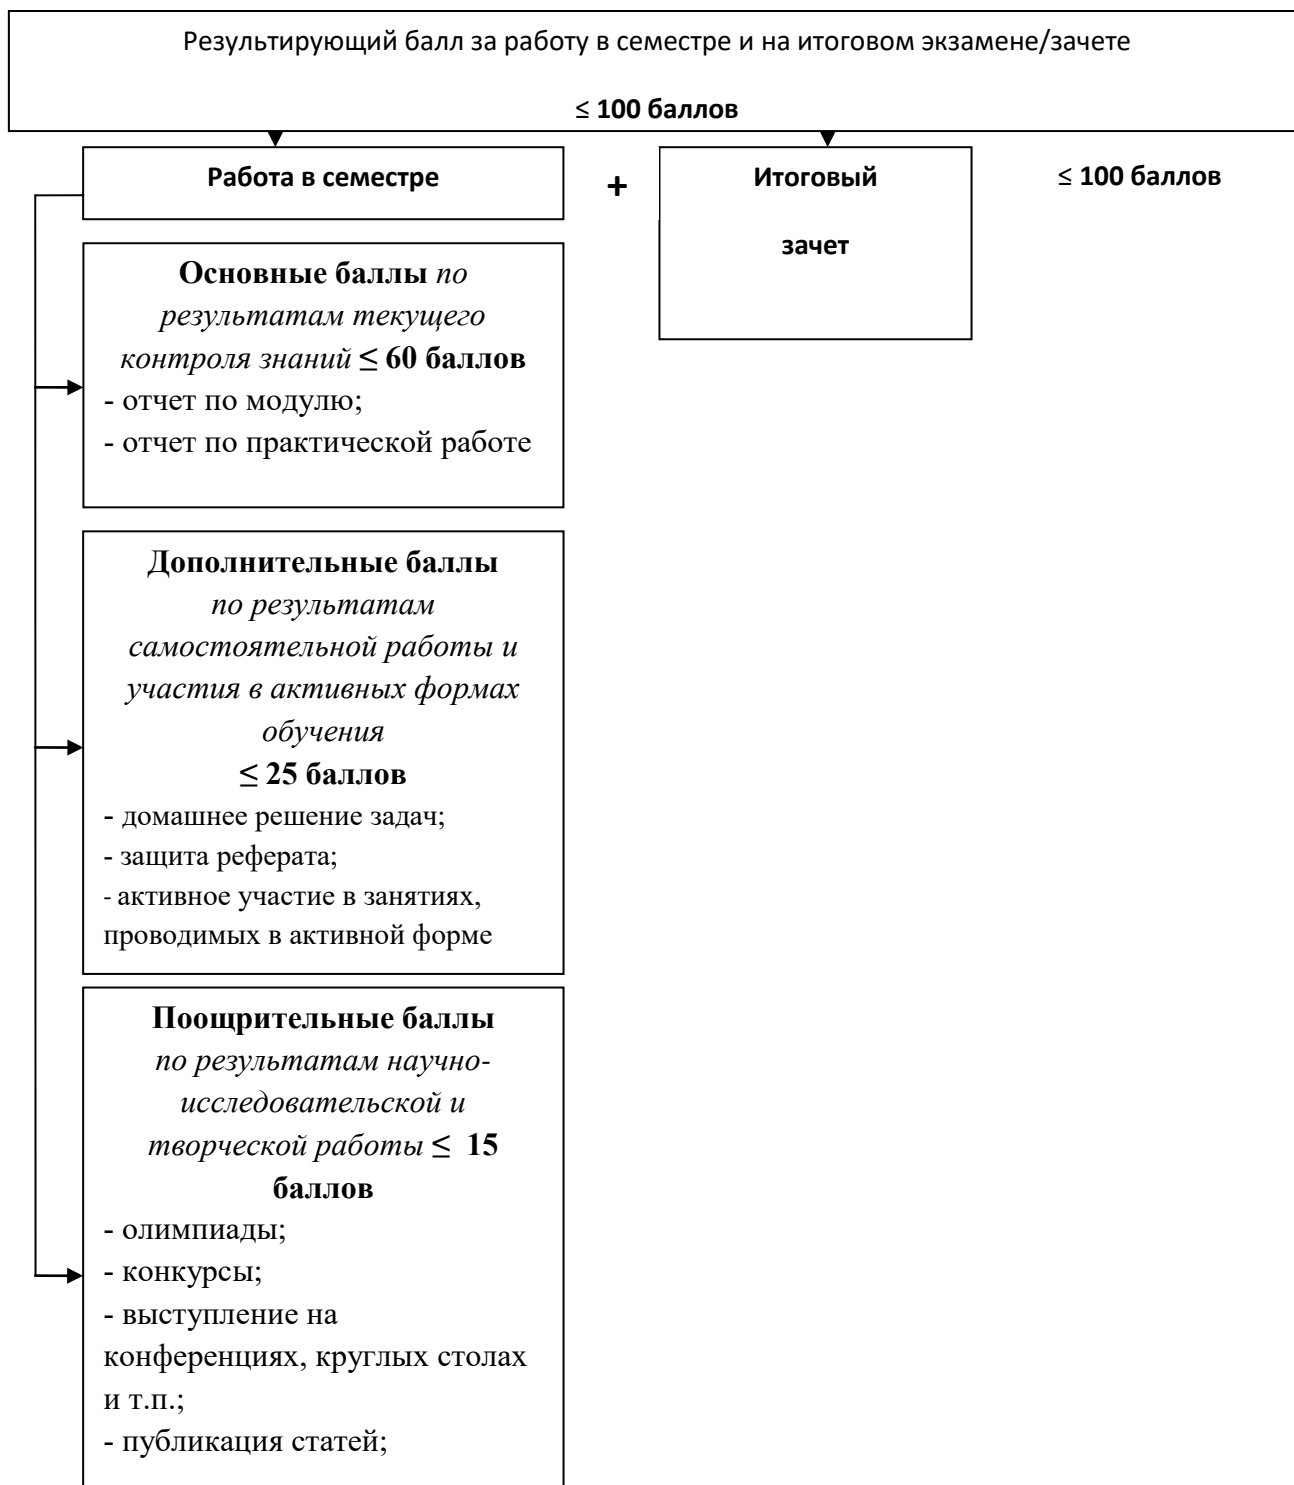 Результирующий балл за работу в семестре и на итоговом экзамене/зачете
≤ 100 баллов
Работа в семестре
+
Итоговый
зачет
≤ 100 баллов
Основные баллы по
результатам текущего
контроля знаний ≤ 60 баллов
- отчет по модулю;
- отчет по практической работе
Дополнительные баллы
по результатам
самостоятельной работы и
участия в активных формах
обучения
≤ 25 баллов
- домашнее решение задач;
- защита реферата;
- активное участие в занятиях,
проводимых в активной форме
Поощрительные баллы
по результатам научно-
исследовательской и
творческой работы ≤ 15
баллов
- олимпиады;
- конкурсы;
- выступление на
конференциях, круглых столах
и т.п.;
- публикация статей;